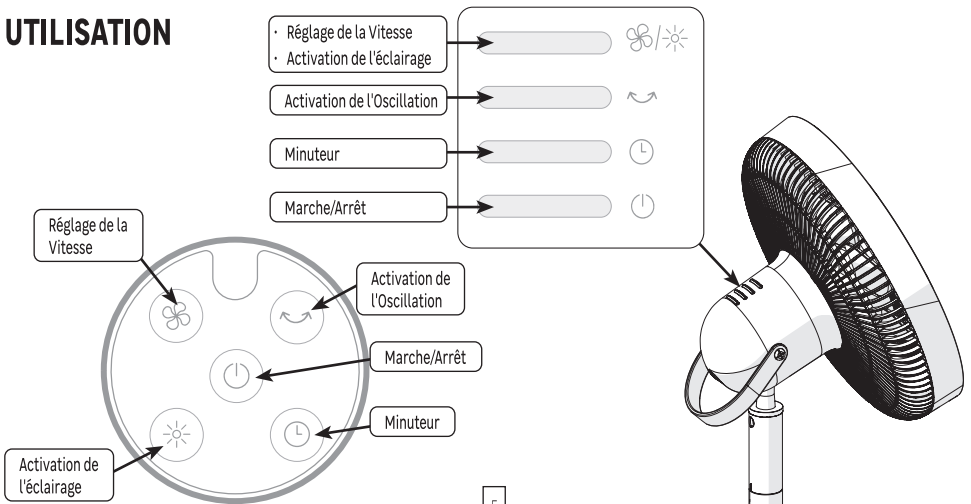 UTILISATION
· Réglage de la Vitesse
· Activation de l'éclairage
Activation de l'Oscillation
Minuteur
Marche/Arrêt
Réglage de la
Vitesse
Activation de
l'Oscillation
Marche/Arrêt
Minuteur
Activation de
l'éclairage